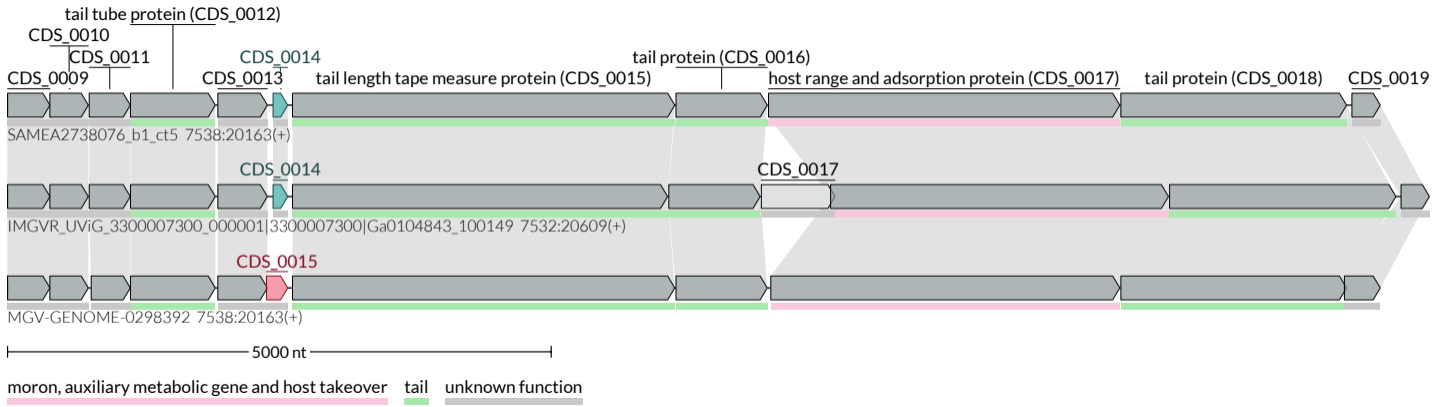 tail tube protein (CDS_0012)
CDS_0010
CDS_0011 CDS_0014 tail protein (CDS_0016)
CDS_0009 CDS_0013 tail length tape measure protein (CDS_0015) host range and adsorption protein (CDS_0017) tail protein (CDS_0018) CDS_0019
SAMEA2738076_b1_ct5 7538:20163(+)
CDS_0014 CDS_0017
IMGVR_UViG_3300007300_000001|3300007300|Ga0104843_100149 7532:20609(+)
CDS_0015
MGV-GENOME-0298392 7538:20163(+)
5000 nt
moron, auxiliary metabolic gene and host takeover tail unknown function